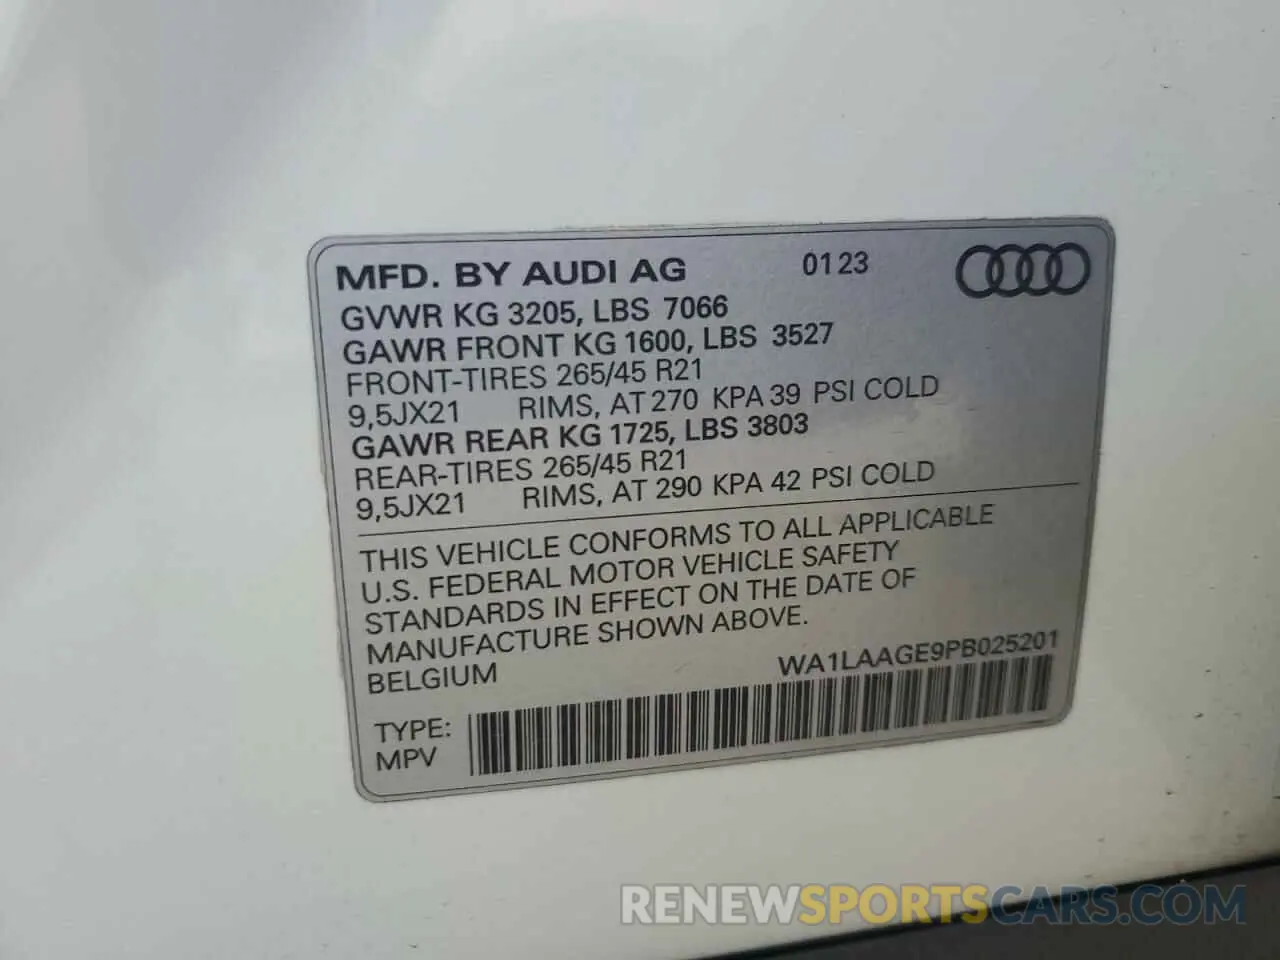 MFD. BY AUDI AG 0123
GVWR KG 3205, LBS 7066
GAWR FRONT KG 1600, LBS 3527
FRONT-TIRES 265/45 R21
9,5JX21 RIMS, AT 270 KPA 39 PSI COLD
GAWR REAR KG 1725, LBS 3803
REAR-TIRES 265/45 R21
9,5JX21 RIMS, AT 290 KPA 42 PSI COLD
THIS VEHICLE CONFORMS TO ALL APPLICABLE
U.S. FEDERAL MOTOR VEHICLE SAFETY
STANDARDS IN EFFECT ON THE DATE OF
MANUFACTURE SHOWN ABOVE.
BELGIUM WA1LAAGE9PB025201
TYPE:
MPV
RENEWSPORTSCARS.COM